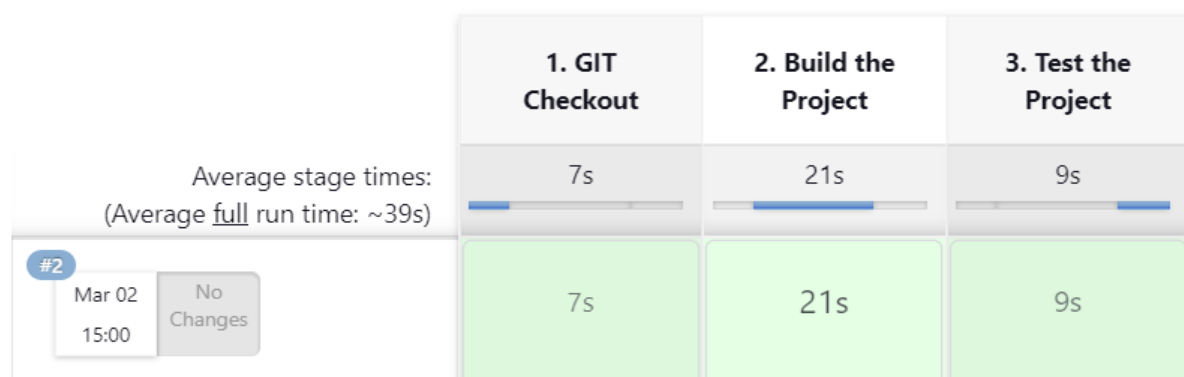 1. GIT
Checkout
2. Build the
Project
3. Test the
Project
Average stage times:
(Average full run time: ~39s)
7s
21s
9s
#2
Mar 02
15:00
No
Changes
7s
21s
9s